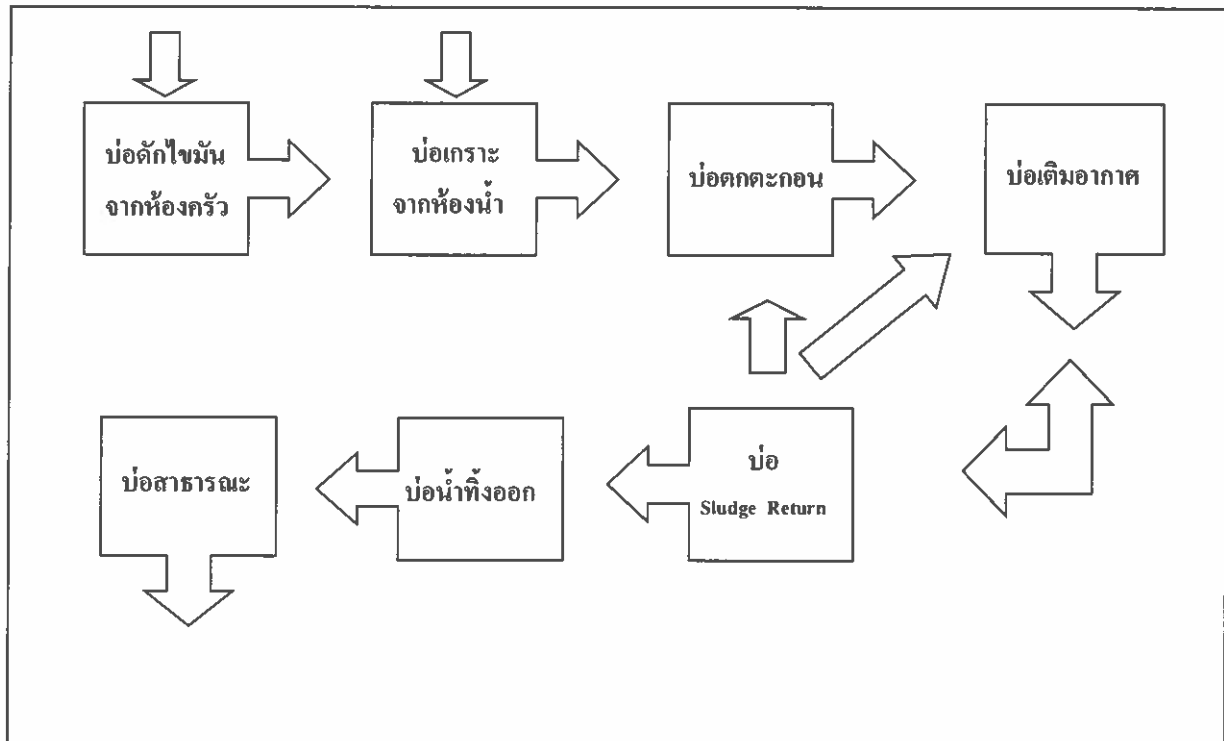 บ่อดักไขมัน
จากห้องครัว
บ่อเกราะ
จากห้องน้ำ
บ่อตกตะกอน
บ่อเติมอากาศ
บ่อสาธารณะ
บ่อน้ำทิ้งออก
บ่อ
Sludge Return